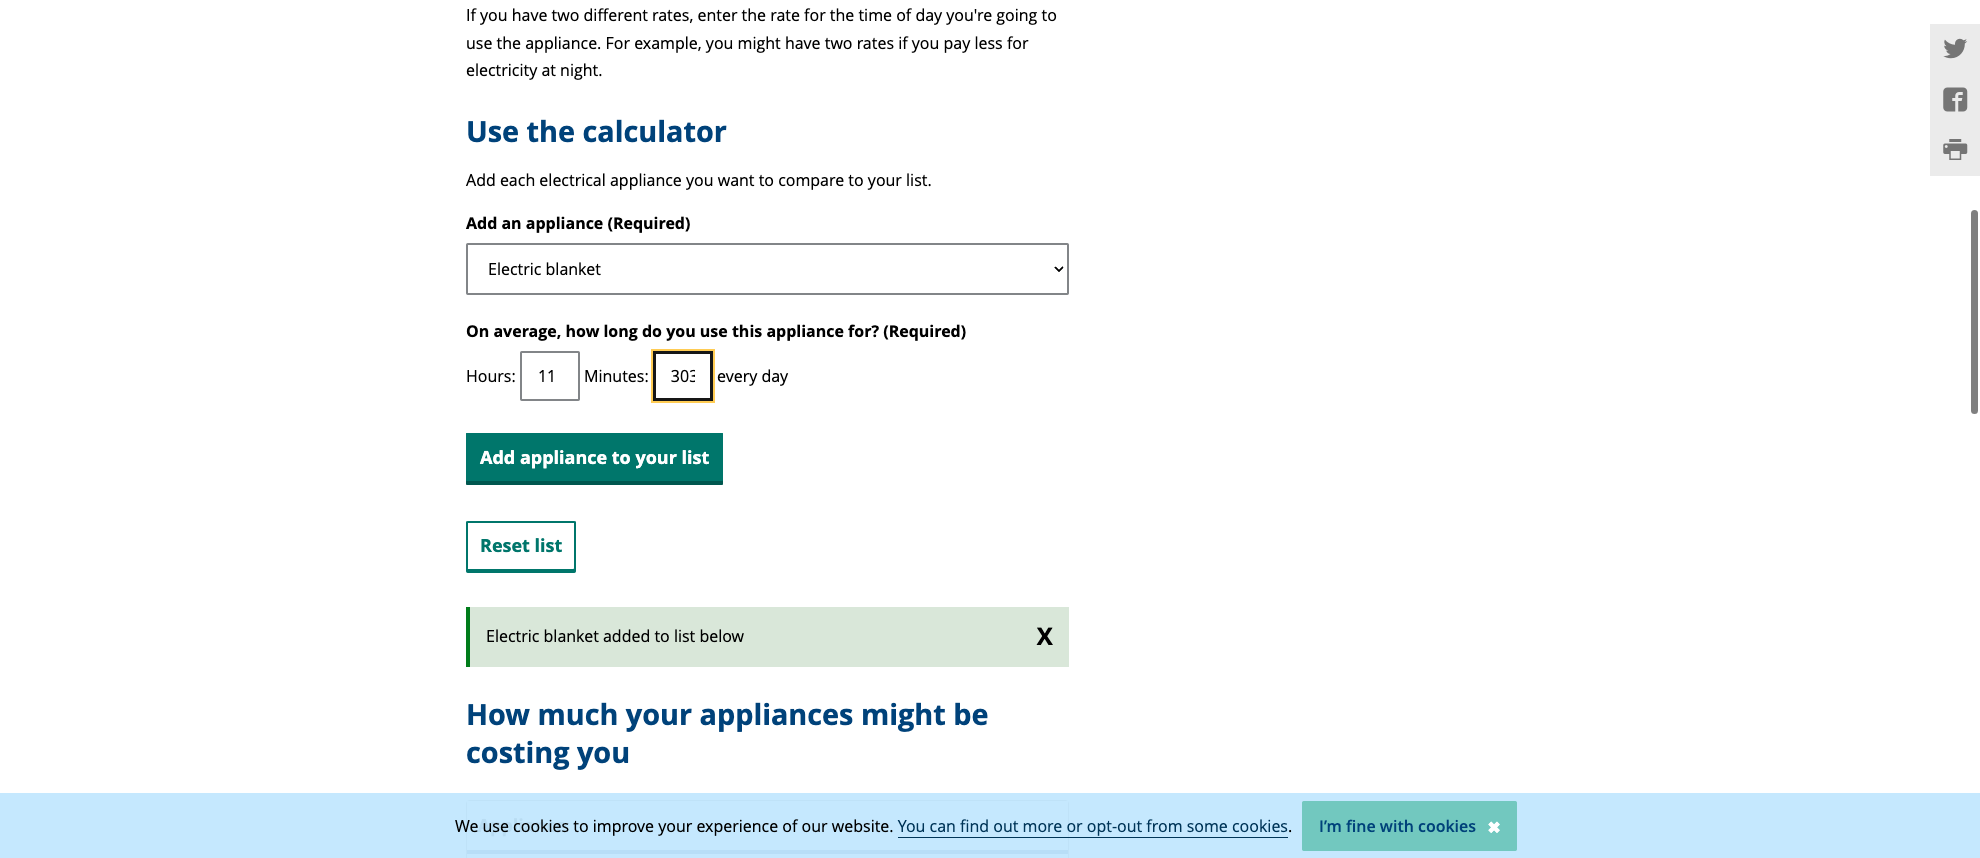 If you have two different rates, enter the rate for the time of day you're going to
use the appliance. For example, you might have two rates if you pay less for
electricity at night.
Use the calculator
Add each electrical appliance you want to compare to your list.
Add an appliance (Required)
Electric blanket
On average, how long do you use this appliance for? (Required)
Hours: 11 Minutes: 303 every day
Add appliance to your list
Reset list
Electric blanket added to list below X
How much your appliances might be
costing you
We use cookies to improve your experience of our website. You can find out more or opt-out from some cookies. I'm fine with cookies ✖